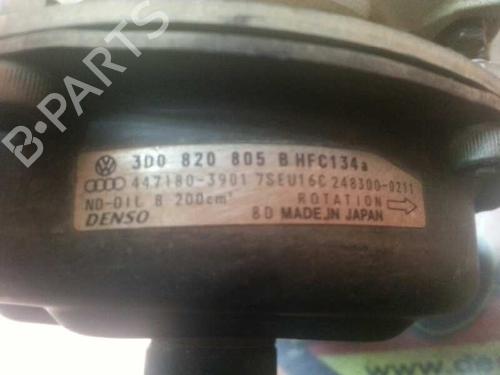 3D0 820 805 B HFC134a
447180-3901 7SEU16C 248300-0211
ND-OIL 8 200cm³ ROTATION
DENSO 8D MADE IN JAPAN
B-PARTS